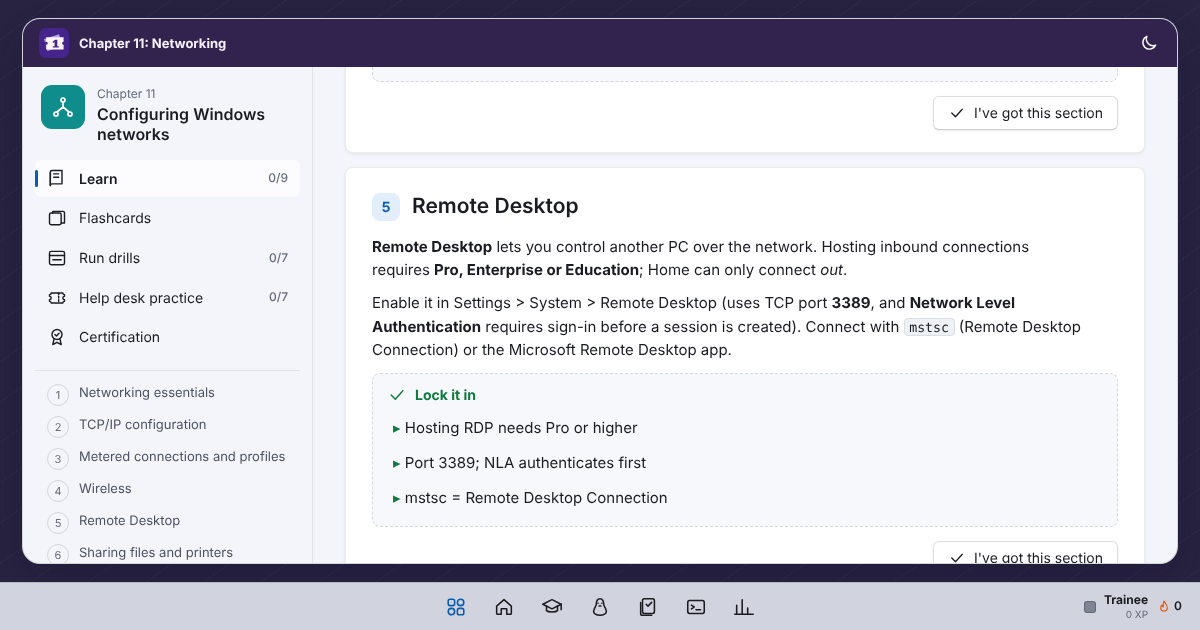 1
Chapter 11: Networking
Chapter 11
Configuring Windows
networks
Learn 0/9
Flashcards
Run drills 0/7
Help desk practice 0/7
Certification
1 Networking essentials
2 TCP/IP configuration
3 Metered connections and profiles
4 Wireless
5 Remote Desktop
6 Sharing files and printers
I've got this section
5 Remote Desktop
Remote Desktop lets you control another PC over the network. Hosting inbound connections
requires Pro, Enterprise or Education; Home can only connect out.
Enable it in Settings > System > Remote Desktop (uses TCP port 3389, and Network Level
Authentication requires sign-in before a session is created). Connect with mstsc (Remote Desktop
Connection) or the Microsoft Remote Desktop app.
Lock it in
▸ Hosting RDP needs Pro or higher
▸ Port 3389; NLA authenticates first
▸ mstsc = Remote Desktop Connection
I've got this section
Trainee
0 XP
0